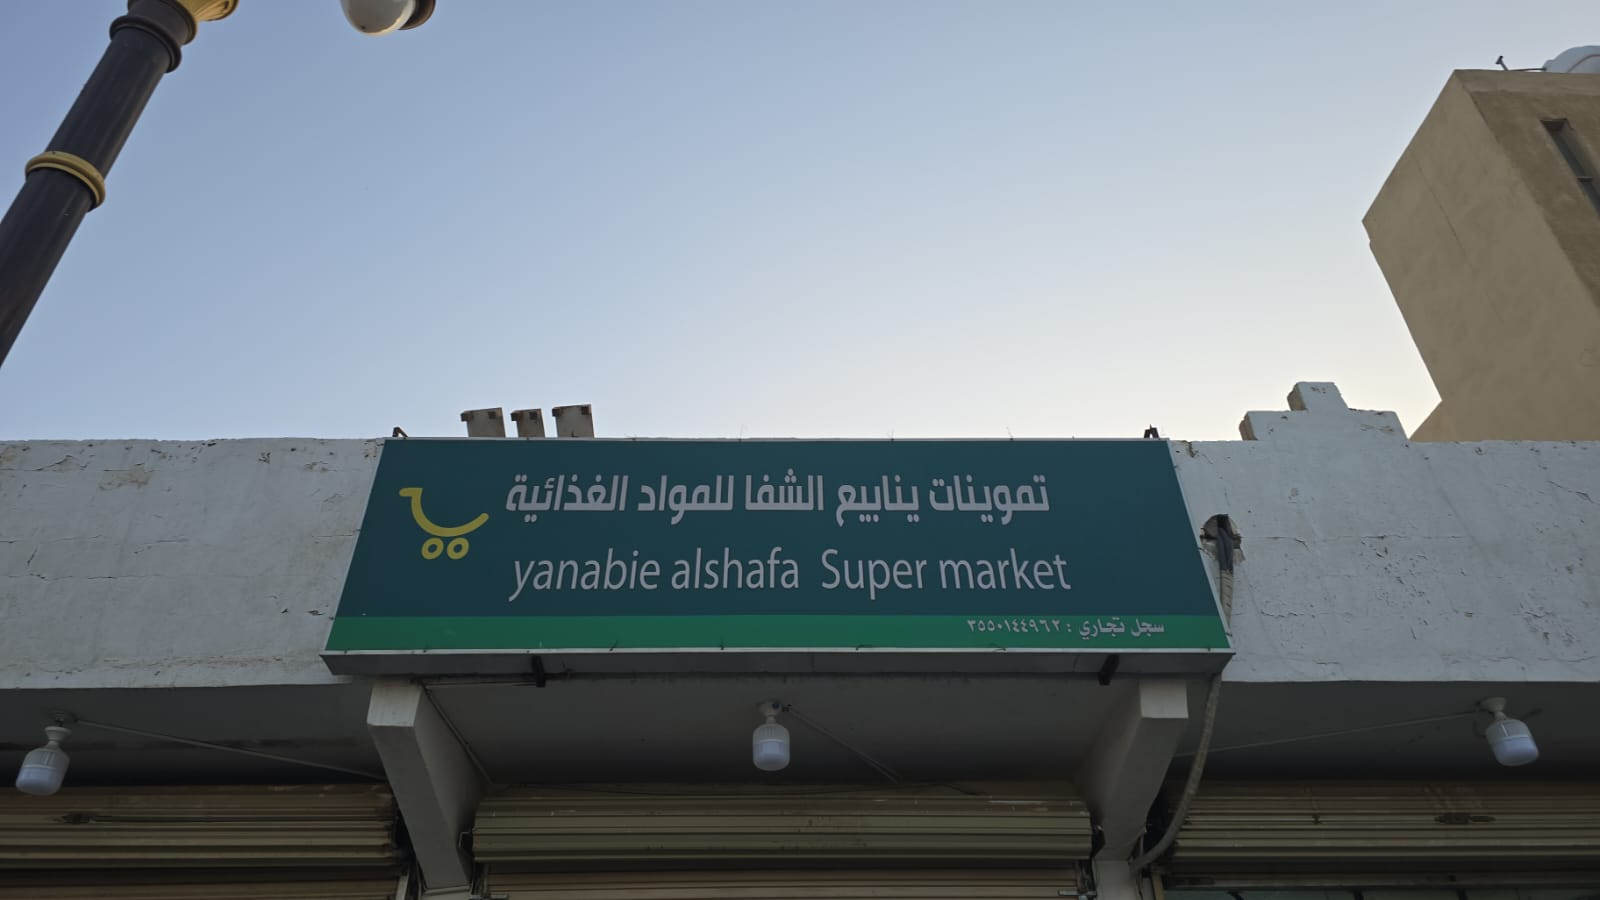 تموينات ينابيع الشفا للمواد الغذائية
yanabie alshafa Super market
سجل تجاري : ٣٥٥٠١٤٤٩٦٢